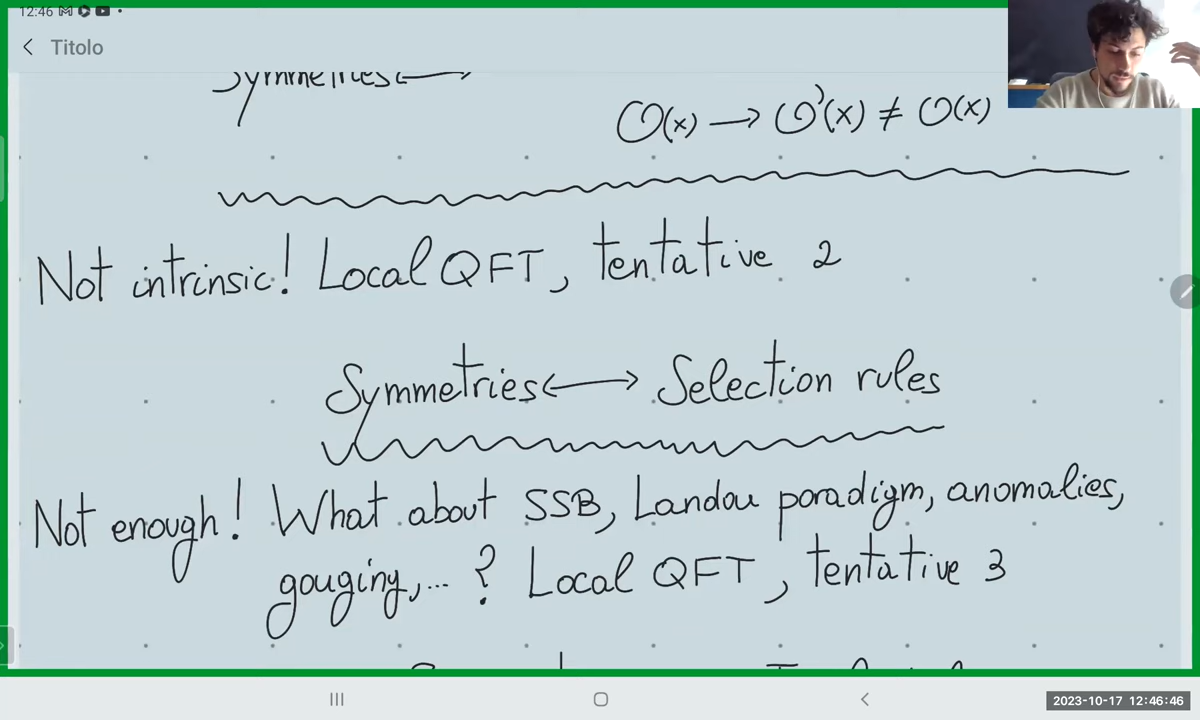 12:46
Titolo
Symmetries ⟷
O(x) ⟶ O'(x) ≠ O(x)
Not intrinsic! Local QFT, tentative 2
Symmetries ⟷ Selection rules
Not enough! What about SSB, Landau paradigm, anomalies,
gauging,... ? Local QFT, tentative 3
2023-10-17 12:46:46